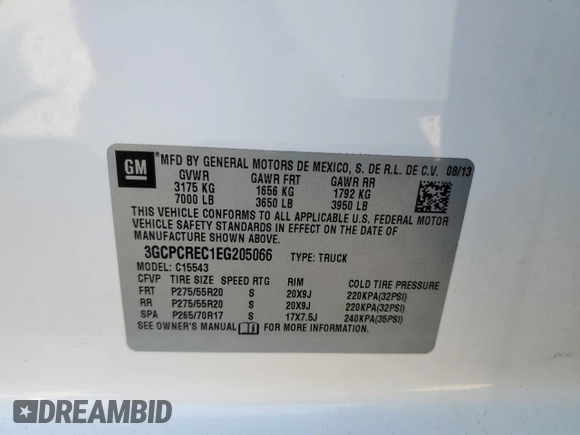 GM
® MFD BY GENERAL MOTORS DE MEXICO, S. DE R.L. DE C.V. 08/13
GVWR GAWR FRT GAWR RR
3175 KG 1656 KG 1792 KG
7000 LB 3650 LB 3950 LB
THIS VEHICLE CONFORMS TO ALL APPLICABLE U.S. FEDERAL MOTOR
VEHICLE SAFETY STANDARDS IN EFFECT ON THE DATE OF
MANUFACTURE SHOWN ABOVE.
3GCPCREC1EG205066 TYPE: TRUCK
MODEL: C15543
CFVP TIRE SIZE SPEED RTG RIM COLD TIRE PRESSURE
FRT P275/55R20 S 20X9J 220KPA(32PSI)
RR P275/55R20 S 20X9J 220KPA(32PSI)
SPA P265/70R17 S 17X7.5J 240KPA(35PSI)
SEE OWNER'S MANUAL FOR MORE INFORMATION.
DREAMBID